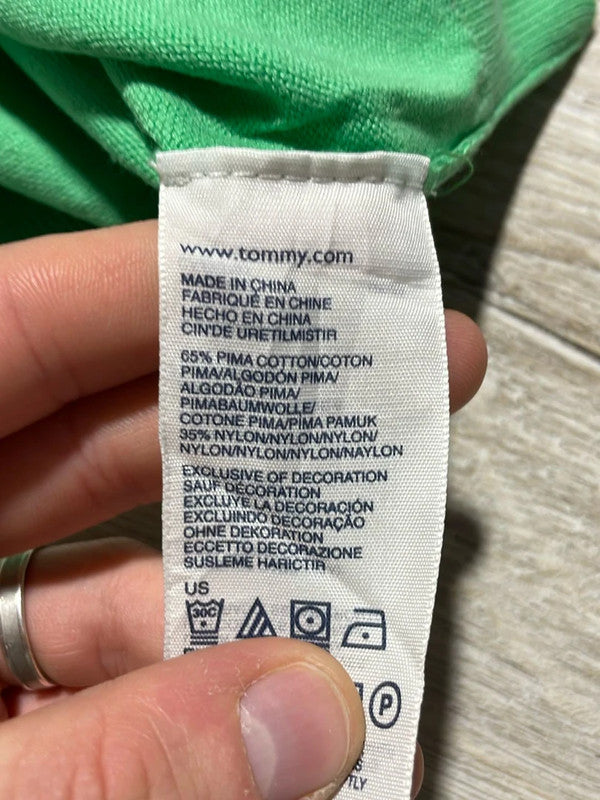 www.tommy.com
MADE IN CHINA
FABRIQUÉ EN CHINE
HECHO EN CHINA
CIN'DE URETILMISTIR
65% PIMA COTTON/COTON
PIMA/ALGODÓN PIMA/
ALGODÃO PIMA/
PIMABAUMWOLLE/
COTONE PIMA/PIMA PAMUK
35% NYLON/NYLON/NYLON/
NYLON/NYLON/NYLON/NAYLON
EXCLUSIVE OF DECORATION
SAUF DÉCORATION
EXCLUYE LA DECORACIÓN
EXCLUINDO DECORAÇÃO
OHNE DEKORATION
ECCETTO DECORAZIONE
SUSLEME HARICTIR
US
30C
P